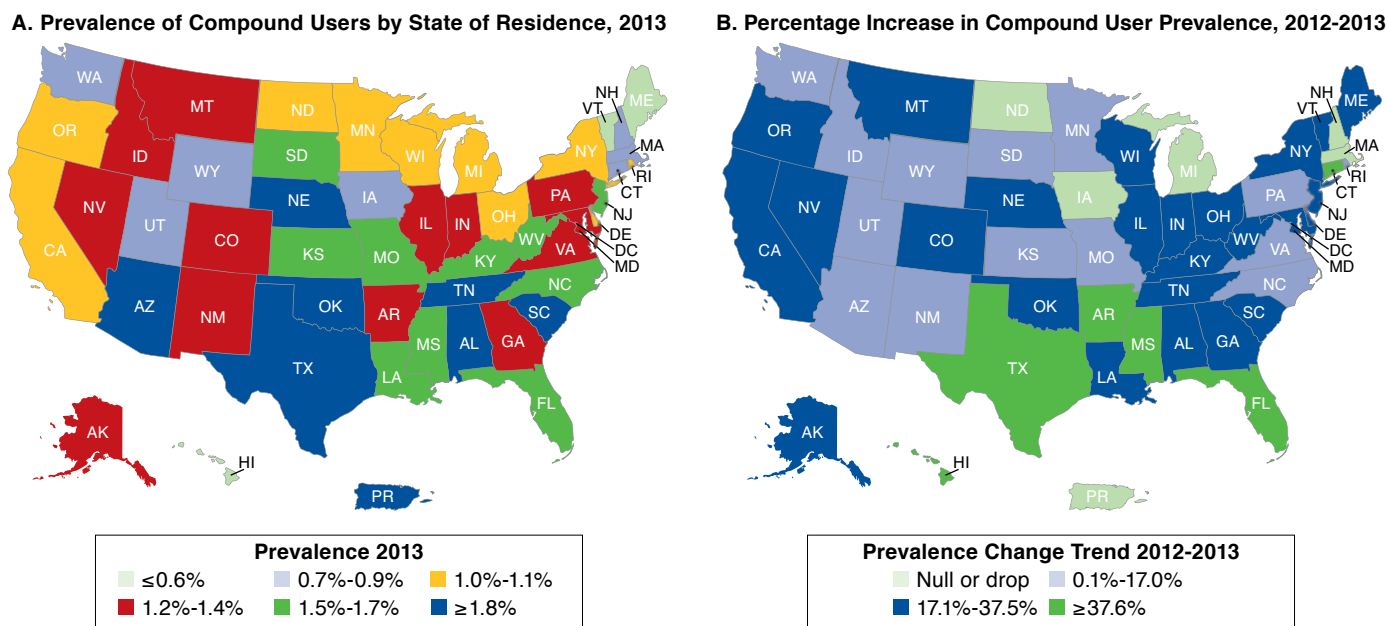 A. Prevalence of Compound Users by State of Residence, 2013
WA
MT
ND
MN
OR
ID
SD
WI
MI
NY
VT
NH
ME
MA
RI
CT
WY
NE
IA
PA
NV
UT
CO
IL
IN
OH
NJ
DE
DC
MD
WV
VA
CA
KS
MO
KY
NC
AZ
NM
OK
AR
TN
SC
TX
LA
MS
AL
GA
FL
AK
HI
PR
Prevalence 2013
≤0.6% 0.7%-0.9% 1.0%-1.1%
1.2%-1.4% 1.5%-1.7% ≥1.8%
B. Percentage Increase in Compound User Prevalence, 2012-2013
WA
MT
ND
MN
OR
ID
SD
WI
MI
NY
VT
NH
ME
MA
RI
CT
WY
NE
IA
PA
NV
UT
CO
IL
IN
OH
NJ
DE
DC
MD
WV
VA
CA
KS
MO
KY
NC
AZ
NM
OK
AR
TN
SC
TX
LA
MS
AL
GA
FL
AK
HI
PR
Prevalence Change Trend 2012-2013
Null or drop 0.1%-17.0%
17.1%-37.5% ≥37.6%